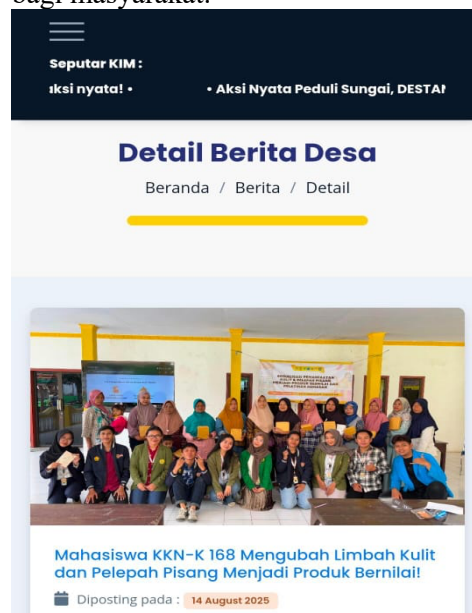 bagi masyarakat.
Seputar KIM :
ıksi nyata! •
• Aksi Nyata Peduli Sungai, DESTAN
Detail Berita Desa
Beranda / Berita / Detail
Mahasiswa KKN-K 168 Mengubah Limbah Kulit
dan Pelepah Pisang Menjadi Produk Bernilai!
Diposting pada : 14 August 2025